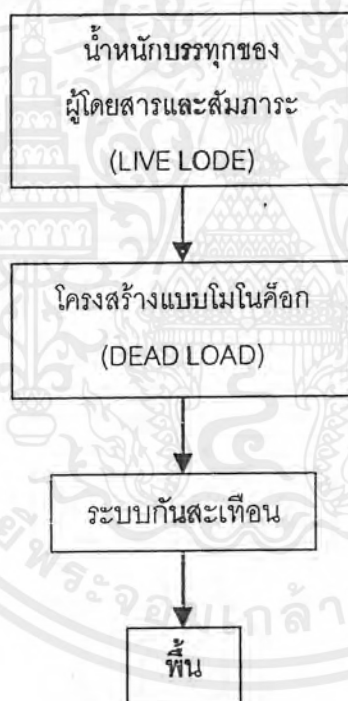 น้ำหนักบรรทุกของ
ผู้โดยสารและสัมภาระ
(LIVE LODE)
โครงสร้างแบบโมโนค็อก
(DEAD LOAD)
ระบบกันสะเทือน
พื้น